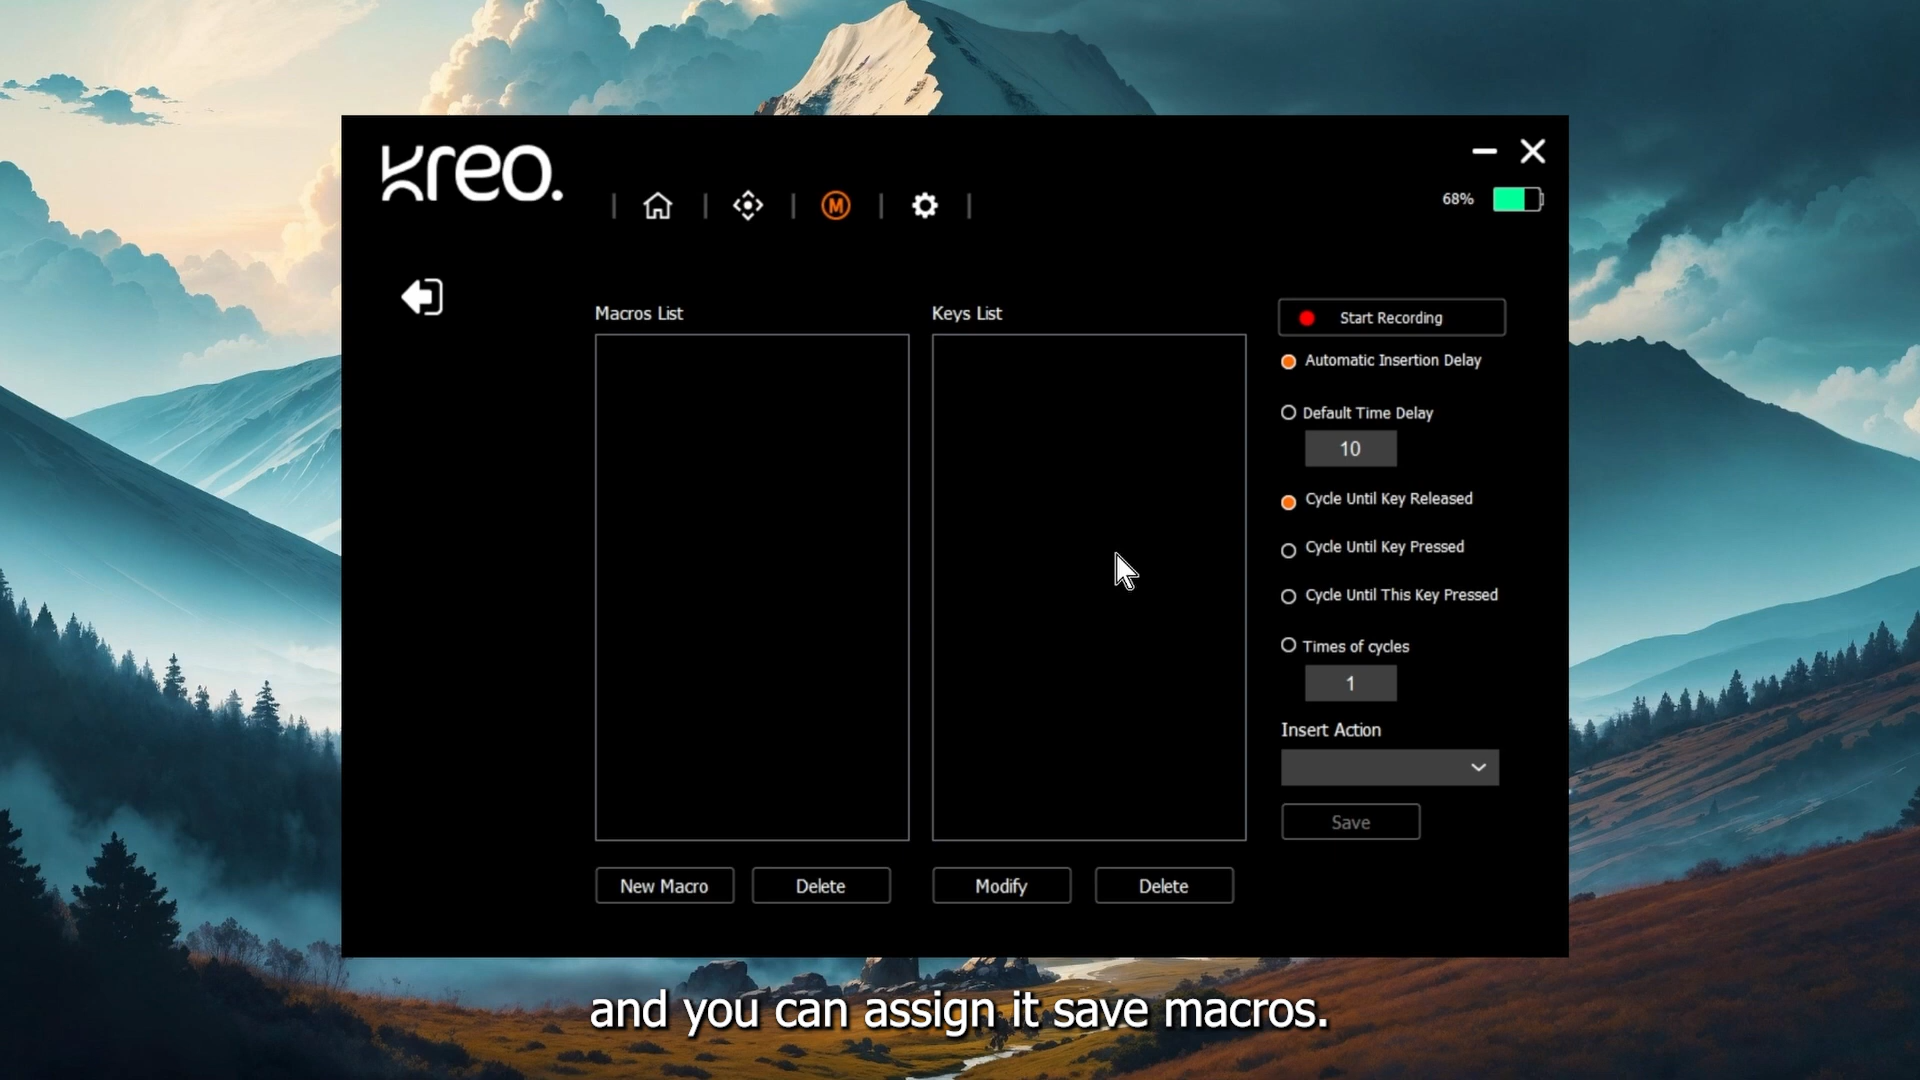 kreo.
M
68%
Macros List
Keys List
Start Recording
Automatic Insertion Delay
Default Time Delay
10
Cycle Until Key Released
Cycle Until Key Pressed
Cycle Until This Key Pressed
Times of cycles
1
Insert Action
Save
New Macro
Delete
Modify
Delete
and you can assign it save macros.